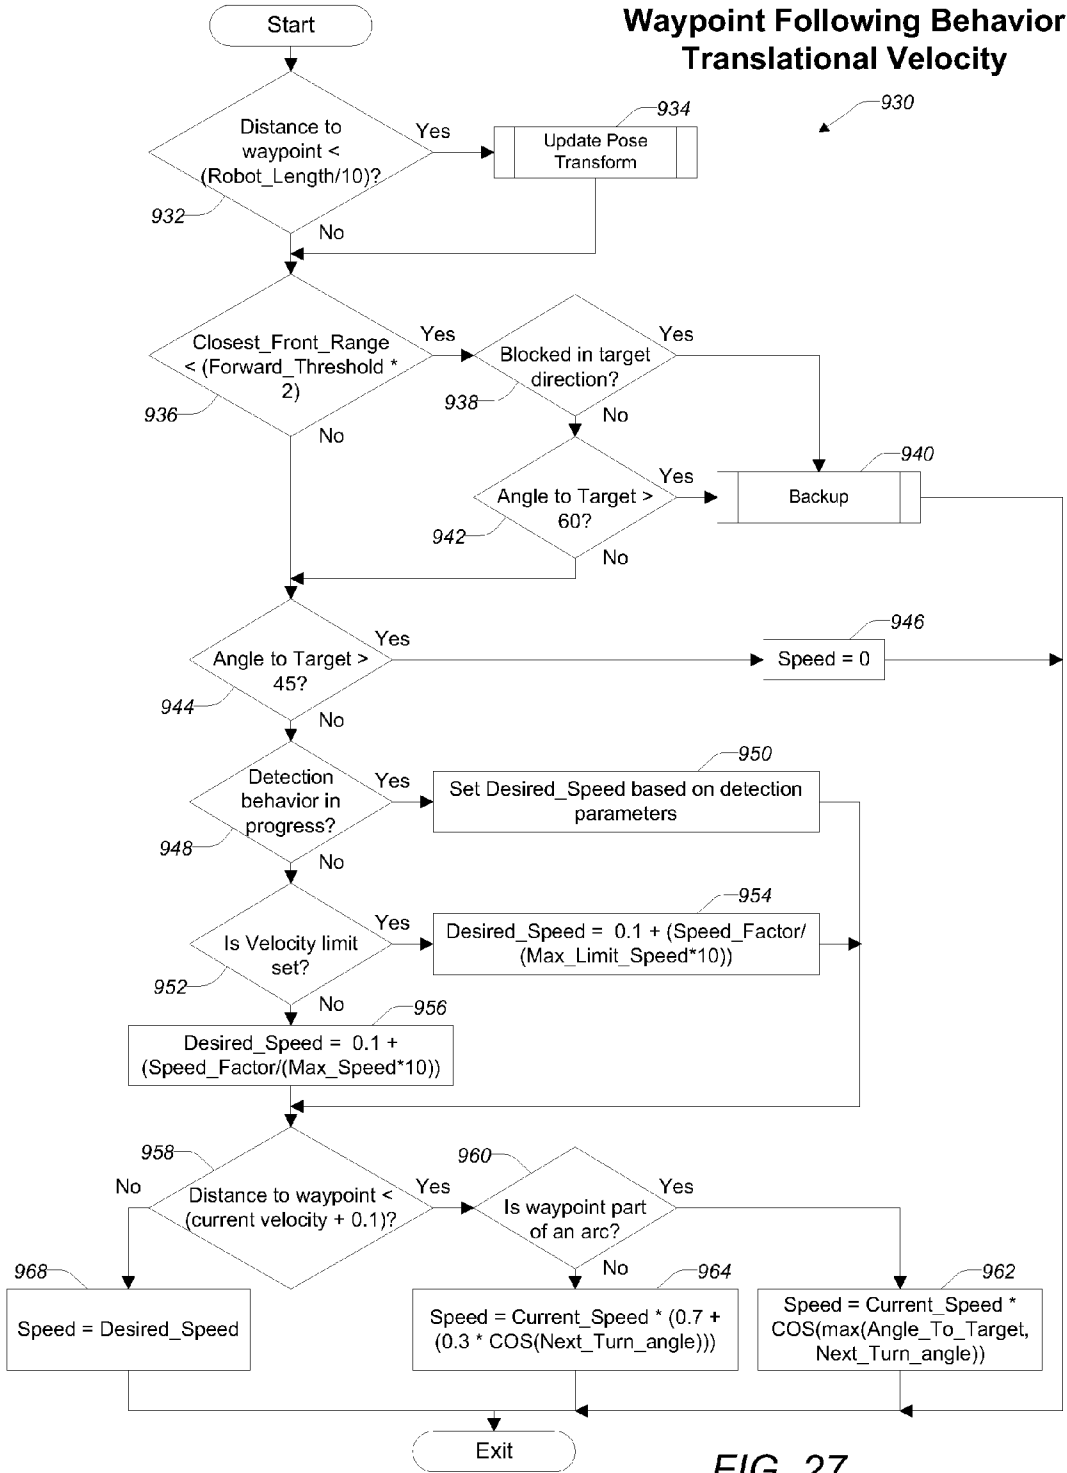 Waypoint Following Behavior
Translational Velocity
Start
930
934
Distance to
waypoint <
(Robot_Length/10)?
Yes
Update Pose
Transform
932
No
Closest_Front_Range
< (Forward_Threshold *
2)
Yes
Blocked in target
direction?
Yes
936
938
No
No
940
Angle to Target >
60?
Yes
Backup
942
No
946
Angle to Target >
45?
Yes
Speed = 0
944
No
950
Detection
behavior in
progress?
Yes
Set Desired_Speed based on detection
parameters
948
No
954
Is Velocity limit
set?
Yes
Desired_Speed = 0.1 + (Speed_Factor/
(Max_Limit_Speed*10))
952
No
956
Desired_Speed = 0.1 +
(Speed_Factor/(Max_Speed*10))
958
960
No
Distance to waypoint <
(current velocity + 0.1)?
Yes
Is waypoint part
of an arc?
Yes
No
968
964
962
Speed = Desired_Speed
Speed = Current_Speed * (0.7 +
(0.3 * COS(Next_Turn_angle)))
Speed = Current_Speed *
COS(max(Angle_To_Target,
Next_Turn_angle))
Exit
FIG. 27